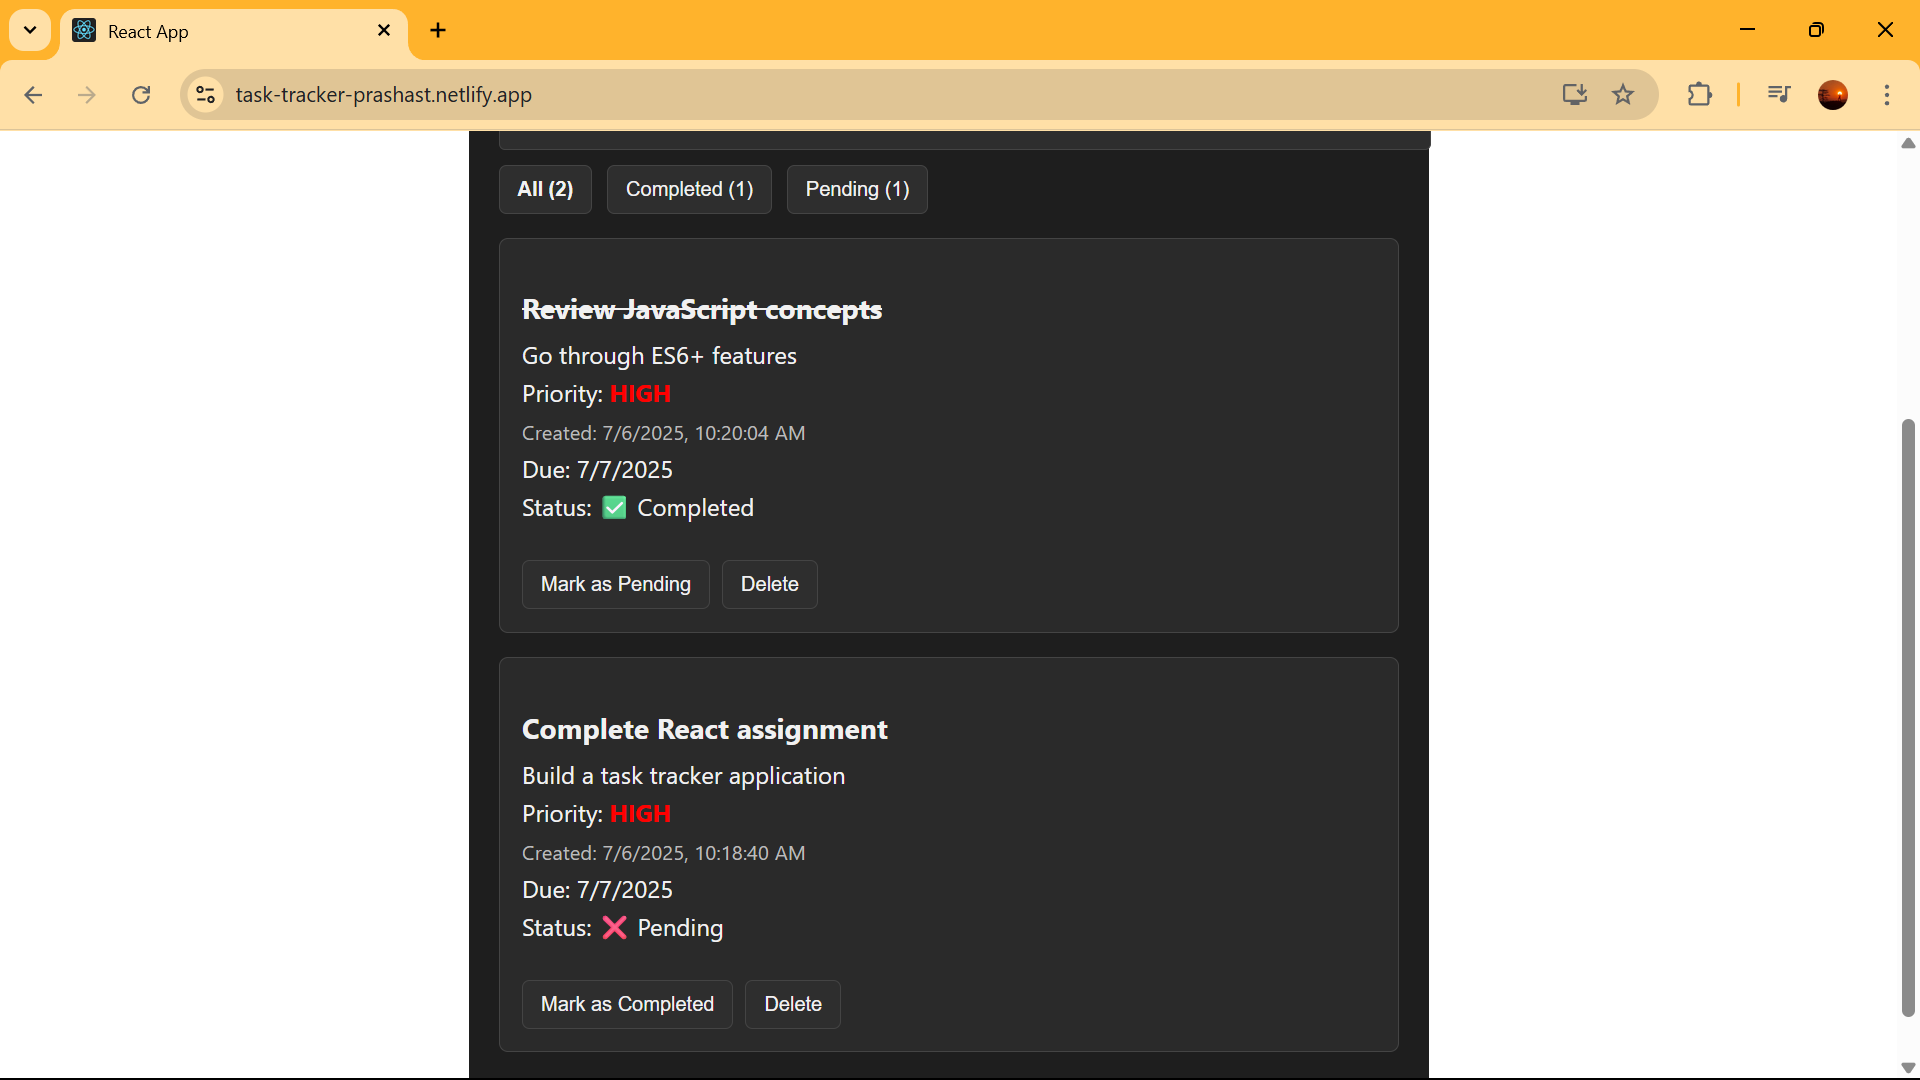 React App
task-tracker-prashast.netlify.app
All (2) Completed (1) Pending (1)
Review JavaScript concepts
Go through ES6+ features
Priority: HIGH
Created: 7/6/2025, 10:20:04 AM
Due: 7/7/2025
Status: ✅ Completed
Mark as Pending Delete
Complete React assignment
Build a task tracker application
Priority: HIGH
Created: 7/6/2025, 10:18:40 AM
Due: 7/7/2025
Status: ❌ Pending
Mark as Completed Delete